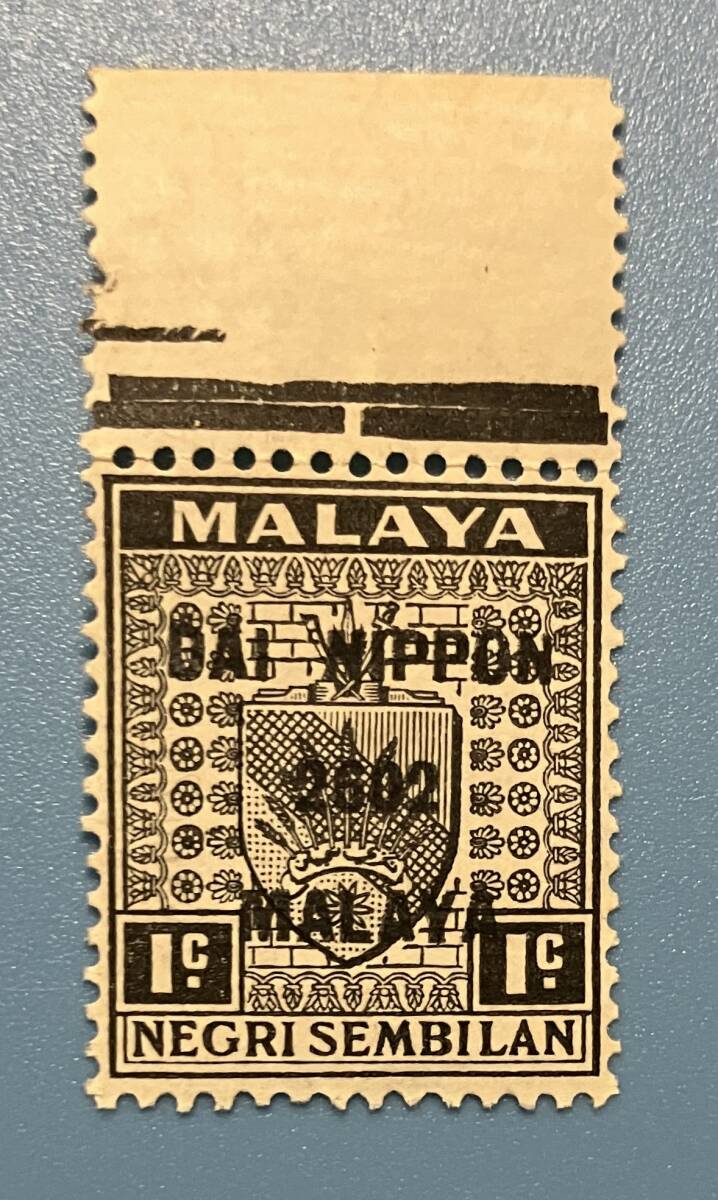 MALAYA
DAI NIPPON
2602
MALAYA
1c. 1c.
NEGRI SEMBILAN